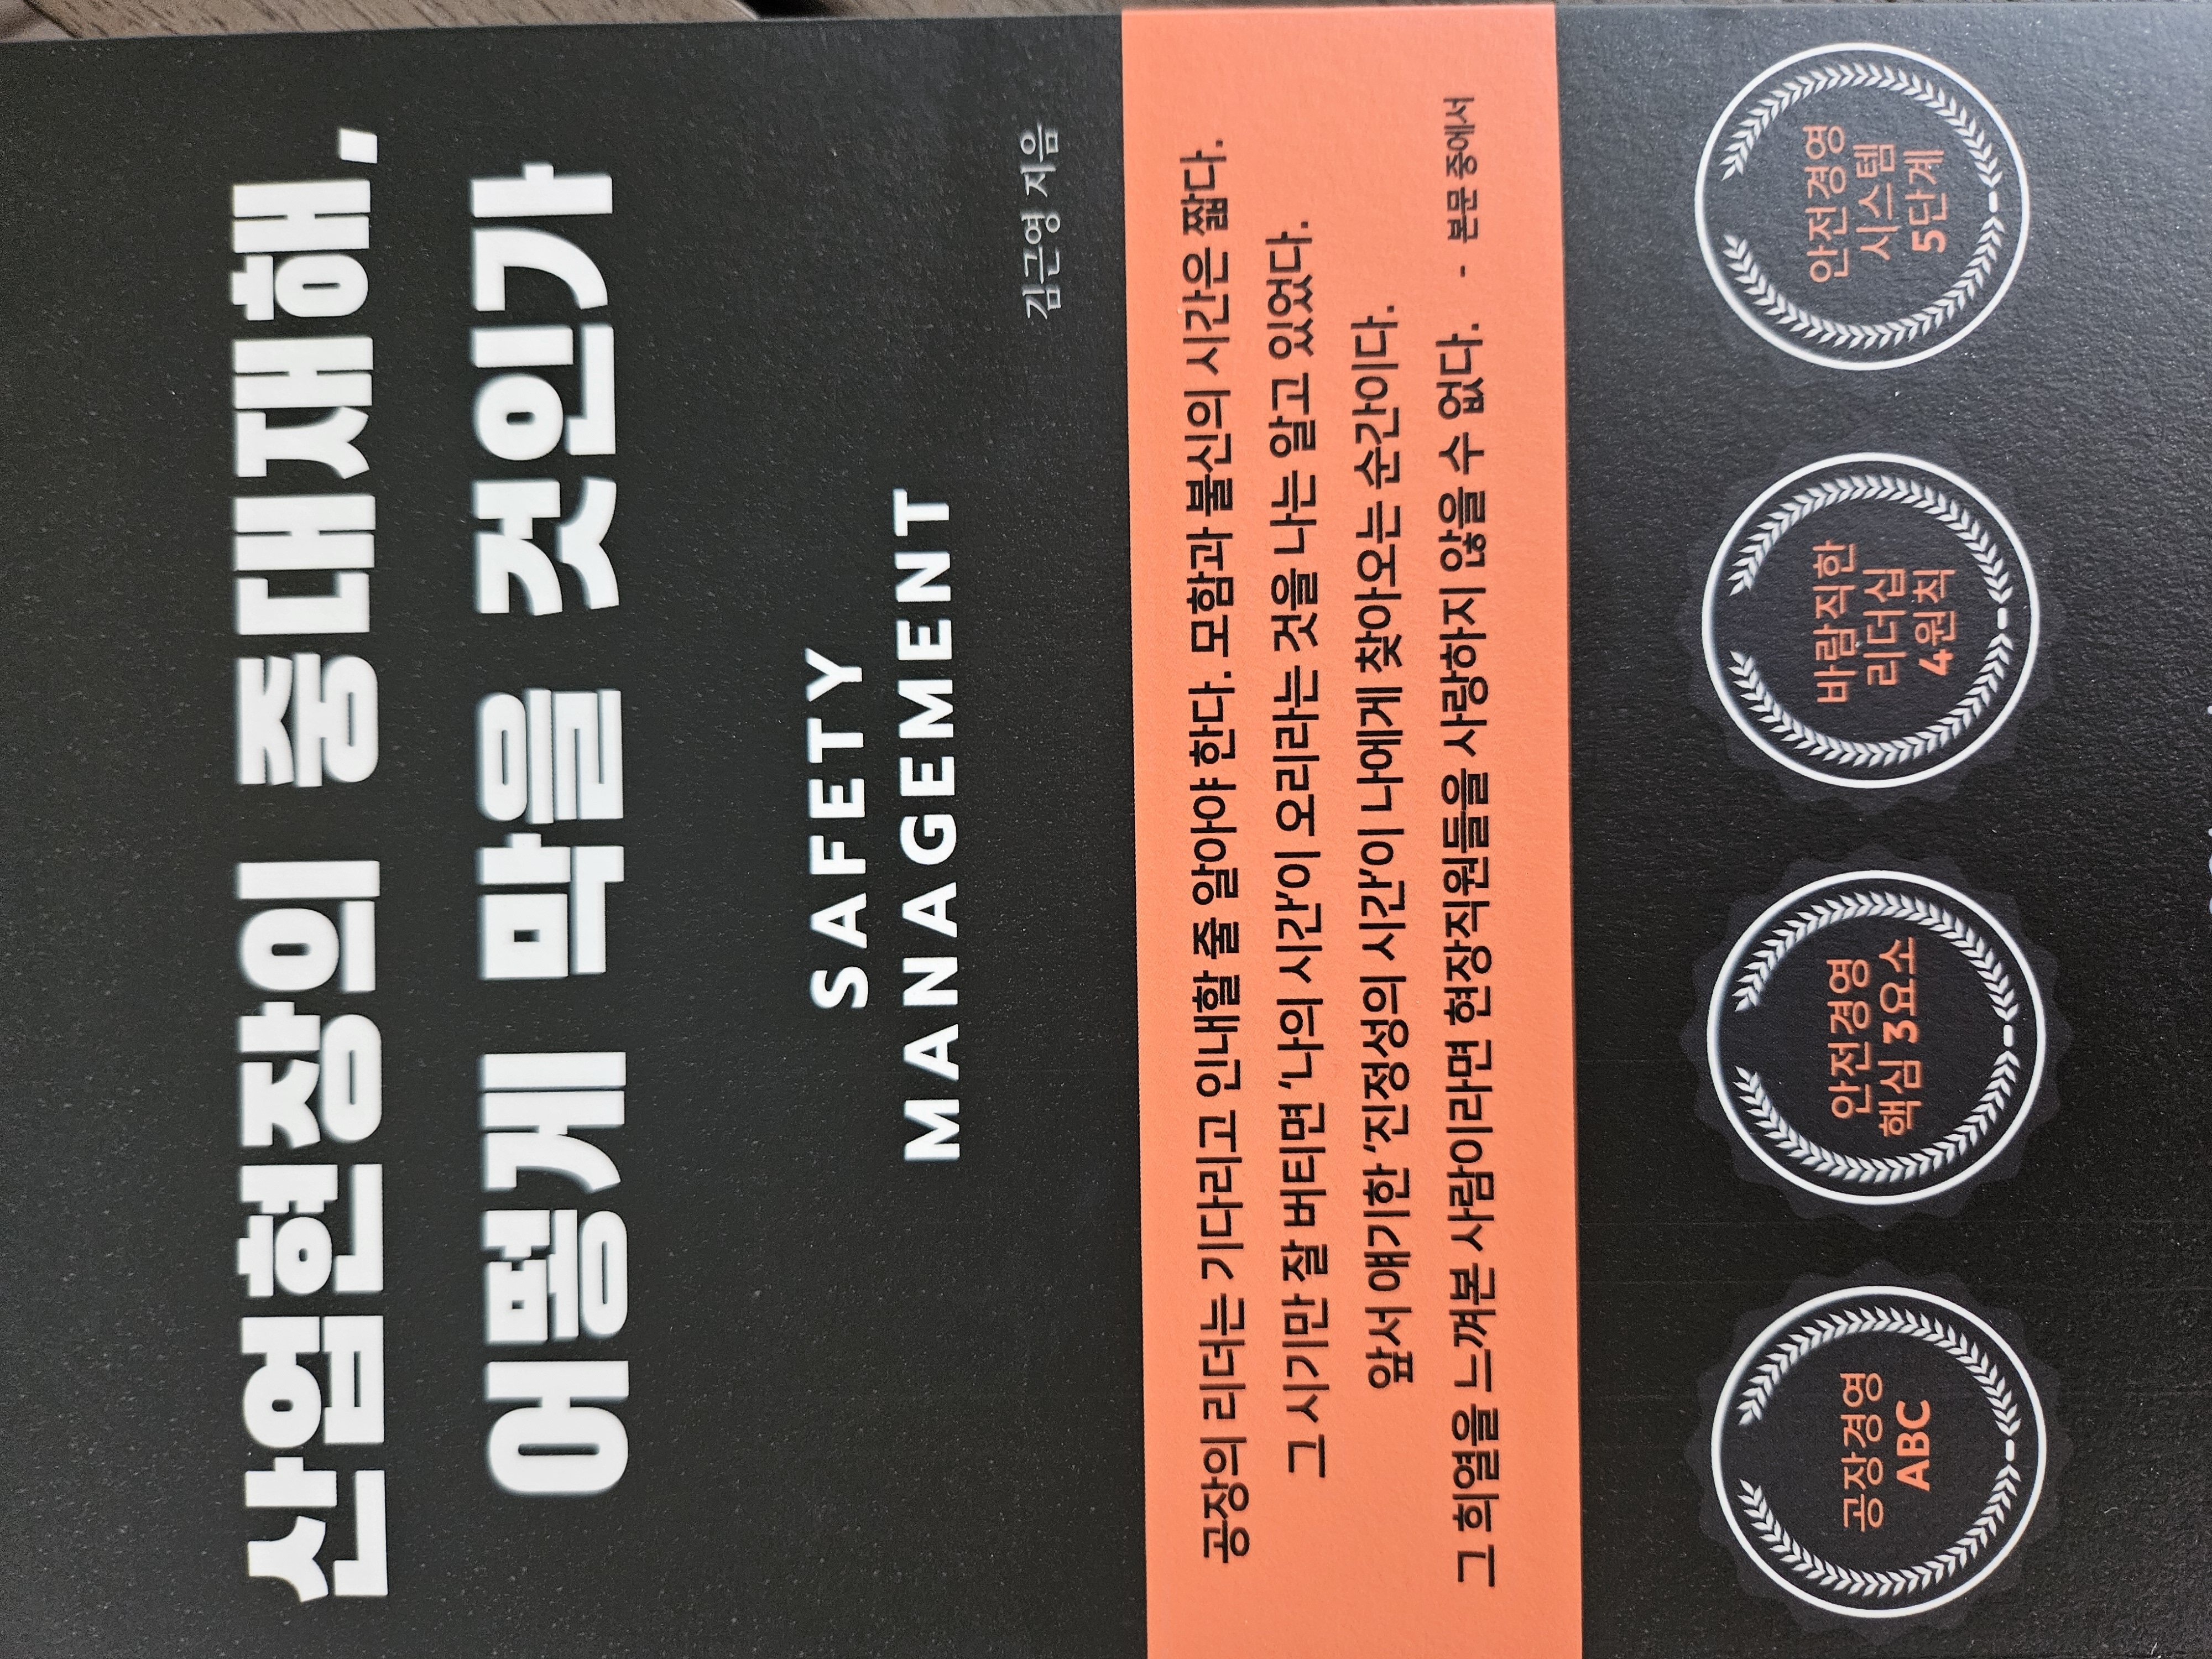 산업현장의 중대재해,
어떻게 막을 것인가
SAFETY
MANAGEMENT
김근영 지음
공장의 리더는 기다리고 인내할 줄 알아야 한다. 모함과 불신의 시간은 짧다.
그 시기만 잘 버티면 ‘나의 시간’이 오리라는 것을 나는 알고 있었다.
앞서 얘기한 ‘진정성의 시간’이 나에게 찾아오는 순간이다.
그 희열을 느껴본 사람이라면 현장직원들을 사랑하지 않을 수 없다. - 본문 중에서
공장경영
ABC
안전경영
핵심 3요소
바람직한
리더십
4원칙
안전경영
시스템
5단계